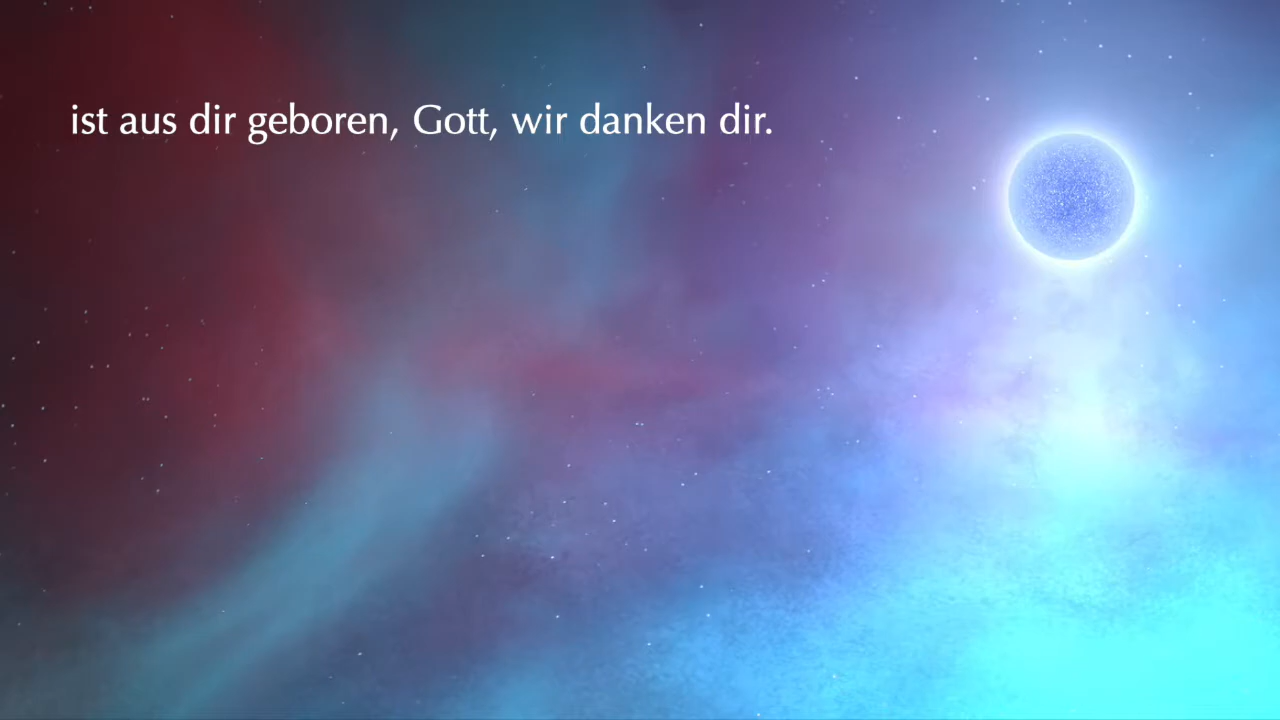 ist aus dir geboren, Gott, wir danken dir.